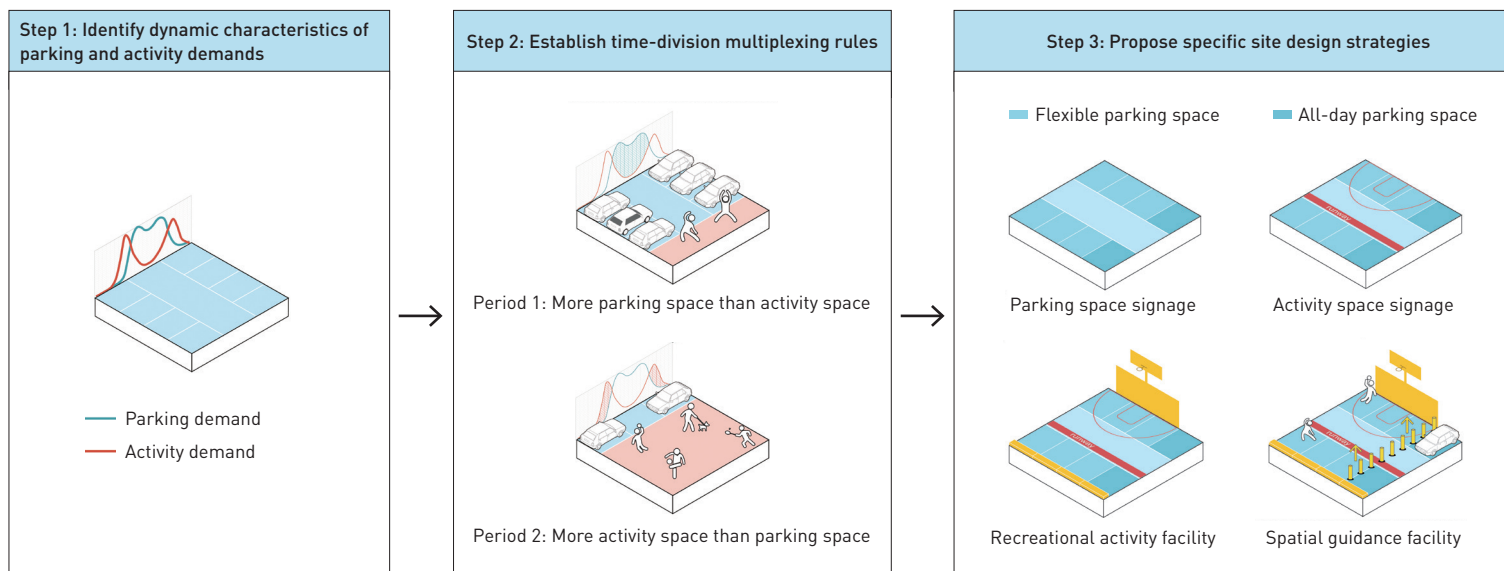 Step 1: Identify dynamic characteristics of
parking and activity demands
Parking demand
Activity demand
Step 2: Establish time-division multiplexing rules
Period 1: More parking space than activity space
Period 2: More activity space than parking space
Step 3: Propose specific site design strategies
Flexible parking space
All-day parking space
Parking space signage
Activity space signage
Recreational activity facility
Spatial guidance facility